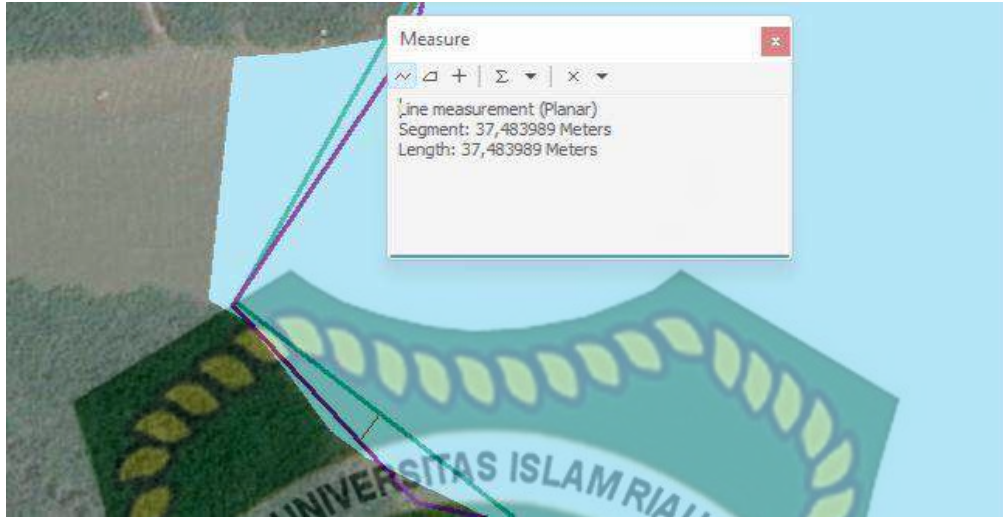 Measure
Line measurement (Planar)
Segment: 37,483989 Meters
Length: 37,483989 Meters
UNIVERSITAS ISLAM RIAU